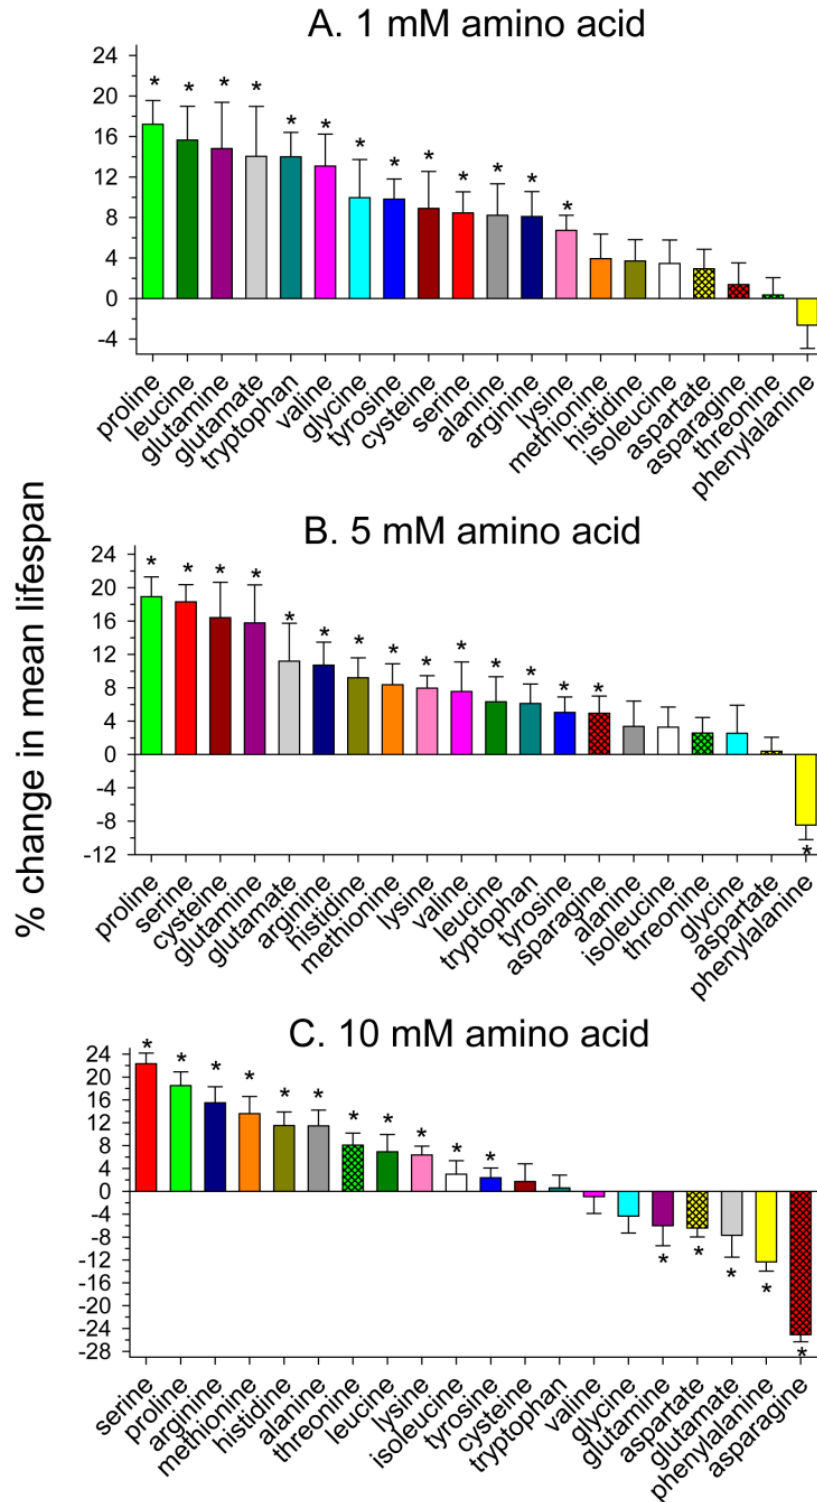 A. 1 mM amino acid
24
20
16
12
8
4
0
-4
* * * * * * * * * * * * *
proline
leucine
glutamine
glutamate
tryptophan
valine
glycine
tyrosine
cysteine
serine
alanine
arginine
lysine
methionine
histidine
isoleucine
aspartate
asparagine
threonine
phenylalanine
% change in mean lifespan
B. 5 mM amino acid
24
20
16
12
8
4
0
-4
-8
-12
* * * * * * * * * * * * * * *
proline
serine
cysteine
glutamine
glutamate
arginine
histidine
methionine
lysine
valine
leucine
tryptophan
tyrosine
asparagine
alanine
isoleucine
threonine
glycine
aspartate
phenylalanine
C. 10 mM amino acid
24
20
16
12
8
4
0
-4
-8
-12
-16
-20
-24
-28
* * * * * * * * * * * * * * * *
serine
proline
arginine
methionine
histidine
alanine
threonine
leucine
lysine
isoleucine
tyrosine
cysteine
tryptophan
valine
glycine
glutamine
aspartate
glutamate
phenylalanine
asparagine